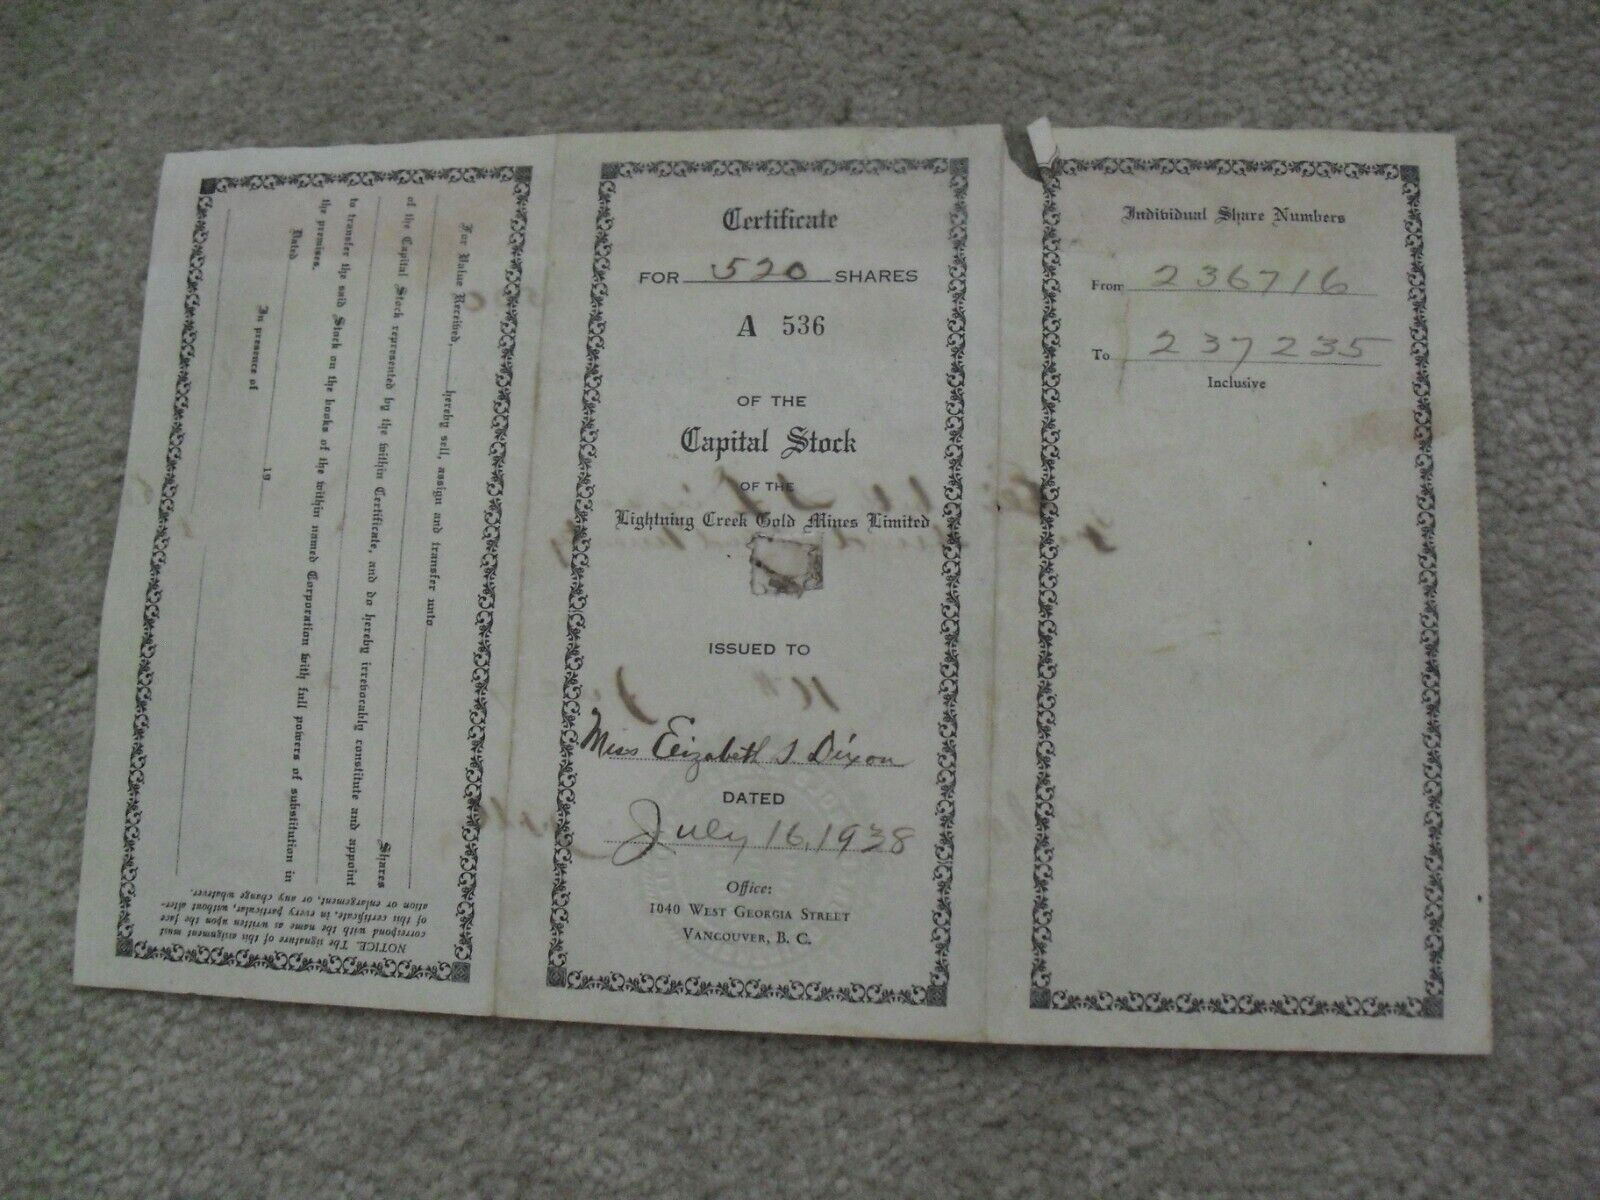 For Value Received, hereby sell, assign and transfer unto
Shares
of the Capital Stock represented by the within Certificate, and do hereby irrevocably constitute and appoint
to transfer the said Stock on the books of the within named Corporation with full powers of substitution in
the premises.
Dated 19
In presence of
NOTICE. The signature of this assignment must
correspond with the name as written upon the face
of this certificate, in every particular, without alter-
ation or enlargement, or any change whatever.
Certificate
FOR 520 SHARES
A 536
OF THE
Capital Stock
OF THE
Lightning Creek Gold Mines Limited
ISSUED TO
Miss Elizabeth J Dixon
DATED
July 16, 1938
Office:
1040 WEST GEORGIA STREET
VANCOUVER, B. C.
Individual Share Numbers
From 236716
To 237235
Inclusive